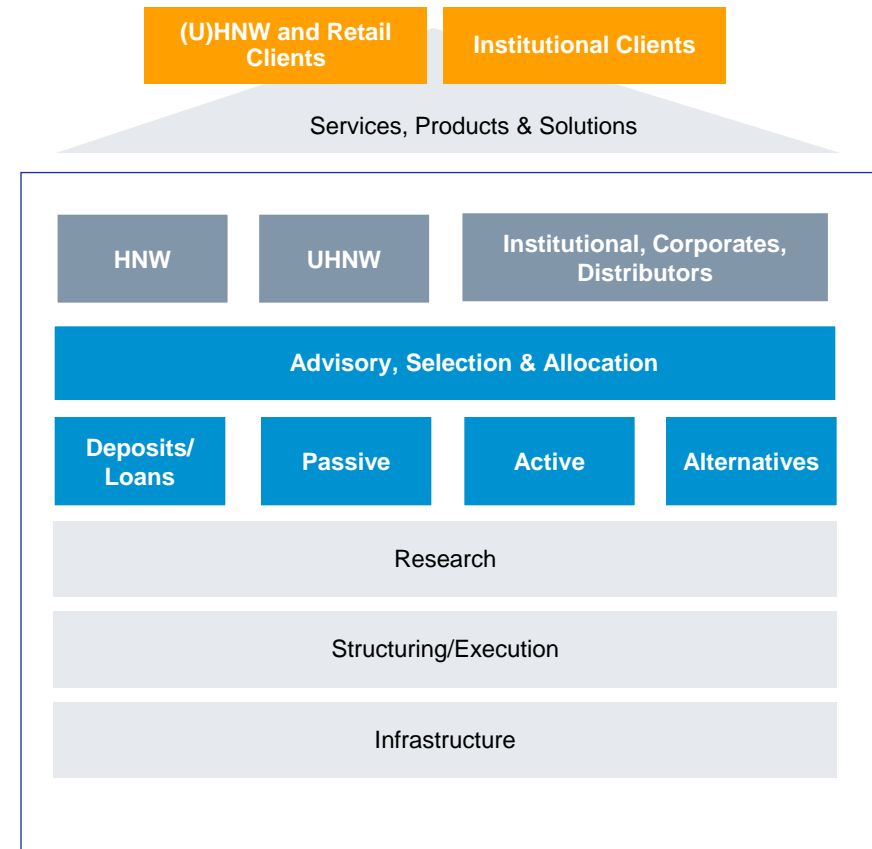 (U)HNW and Retail
Clients
Institutional Clients
Services, Products & Solutions
HNW
UHNW
Institutional, Corporates,
Distributors
Advisory, Selection & Allocation
Deposits/
Loans
Passive
Active
Alternatives
Research
Structuring/Execution
Infrastructure